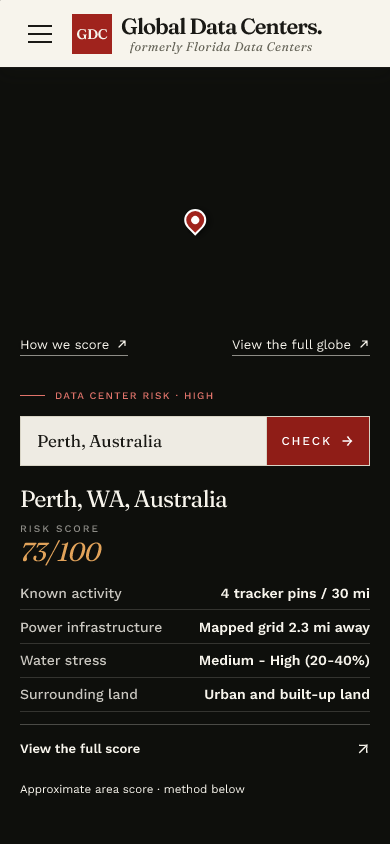 GDC
Global Data Centers.
formerly Florida Data Centers
How we score ↗
View the full globe ↗
DATA CENTER RISK · HIGH
Perth, Australia
CHECK →
Perth, WA, Australia
RISK SCORE
73/100
Known activity 4 tracker pins / 30 mi
Power infrastructure Mapped grid 2.3 mi away
Water stress Medium - High (20-40%)
Surrounding land Urban and built-up land
View the full score ↗
Approximate area score · method below